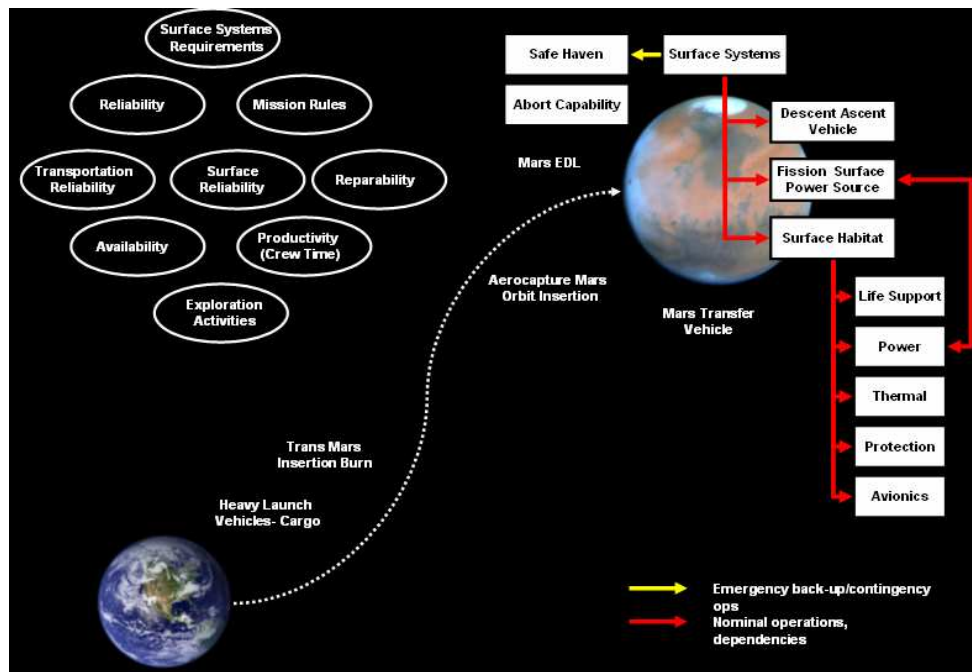 Surface Systems
Requirements
Reliability
Mission Rules
Transportation
Reliability
Surface
Reliability
Reparability
Availability
Productivity
(Crew Time)
Exploration
Activities
Safe Haven
Surface Systems
Abort Capability
Descent Ascent
Vehicle
Mars EDL
Fission Surface
Power Source
Surface Habitat
Aerocapture Mars
Orbit Insertion
Mars Transfer
Vehicle
Life Support
Power
Thermal
Protection
Avionics
Trans Mars
Insertion Burn
Heavy Launch
Vehicles- Cargo
Emergency back-up/contingency
ops
Nominal operations,
dependencies